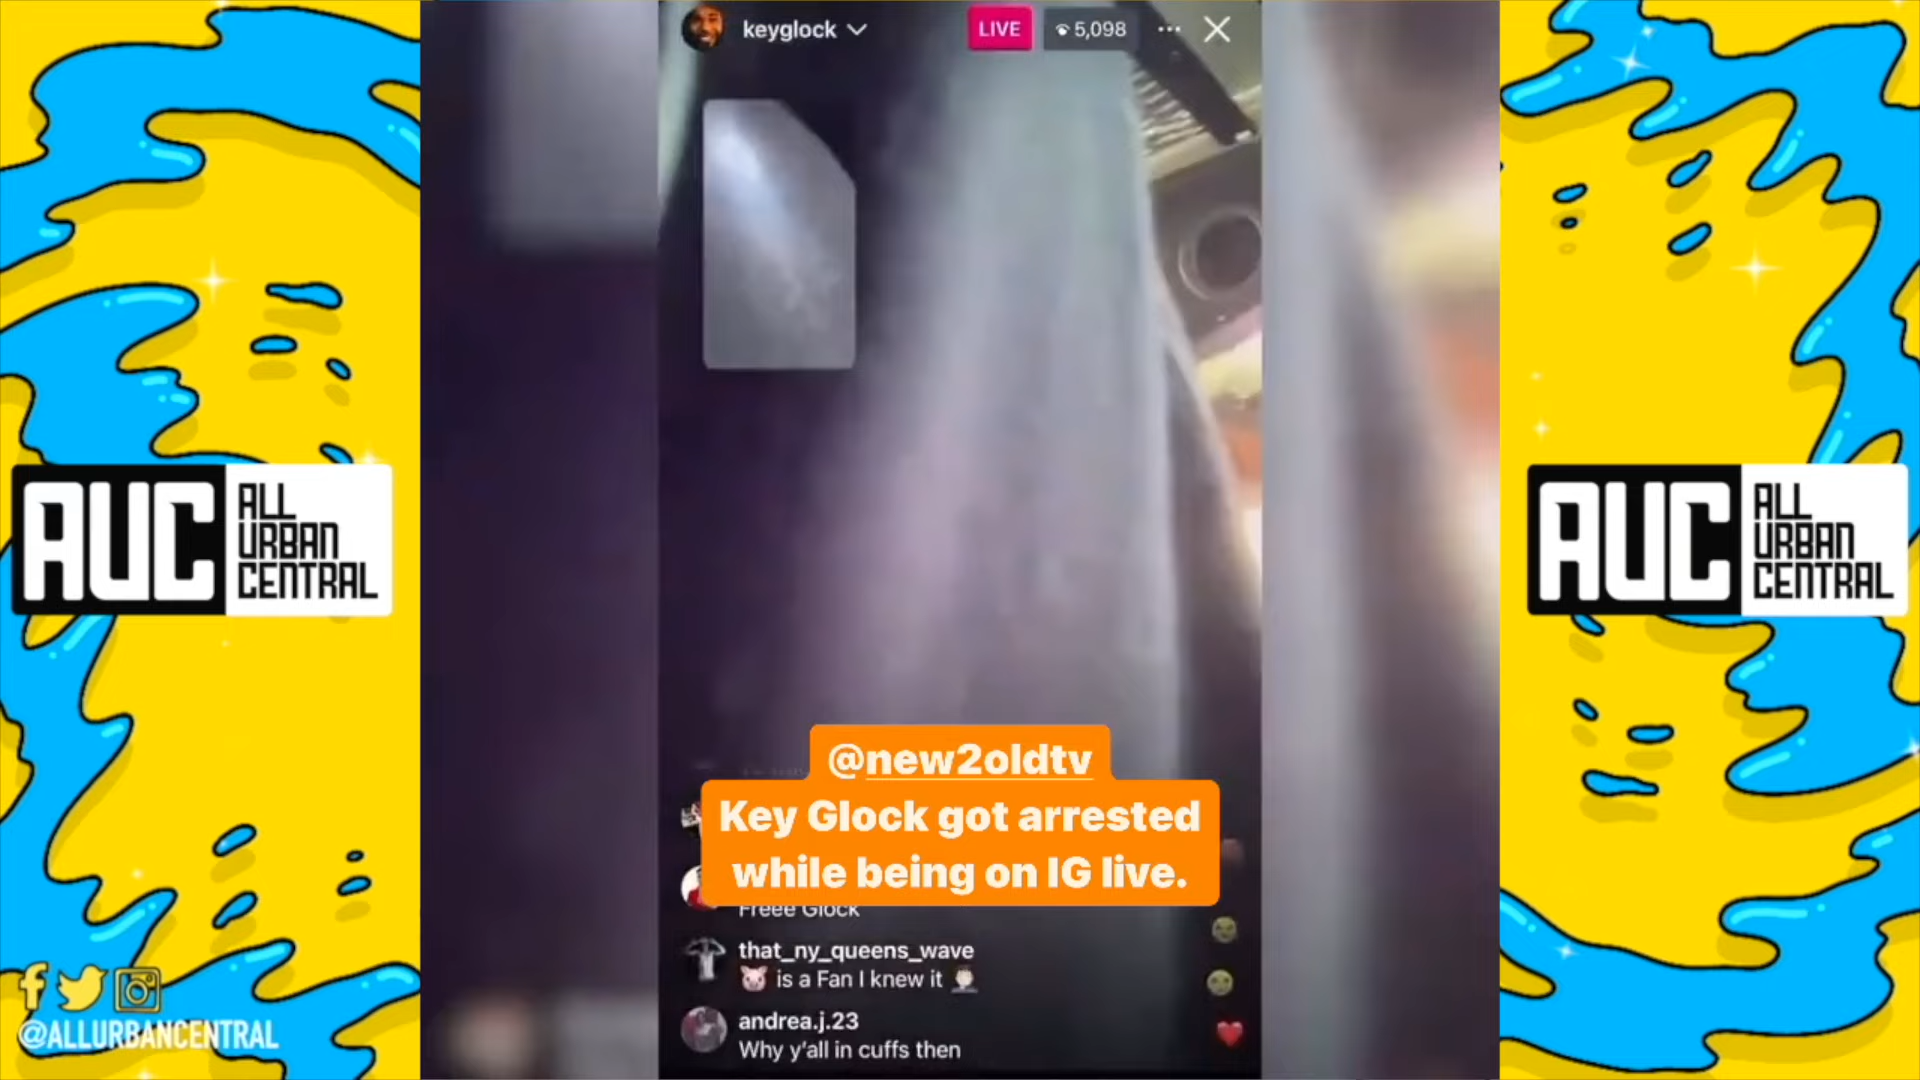 keyglock
LIVE
5,098
AUC
ALL
URBAN
CENTRAL
AUC
ALL
URBAN
CENTRAL
@new2oldtv
Key Glock got arrested
while being on IG live.
Freee Glock
that_ny_queens_wave
is a Fan I knew it
andrea.j.23
Why y'all in cuffs then
@ALLURBANCENTRAL